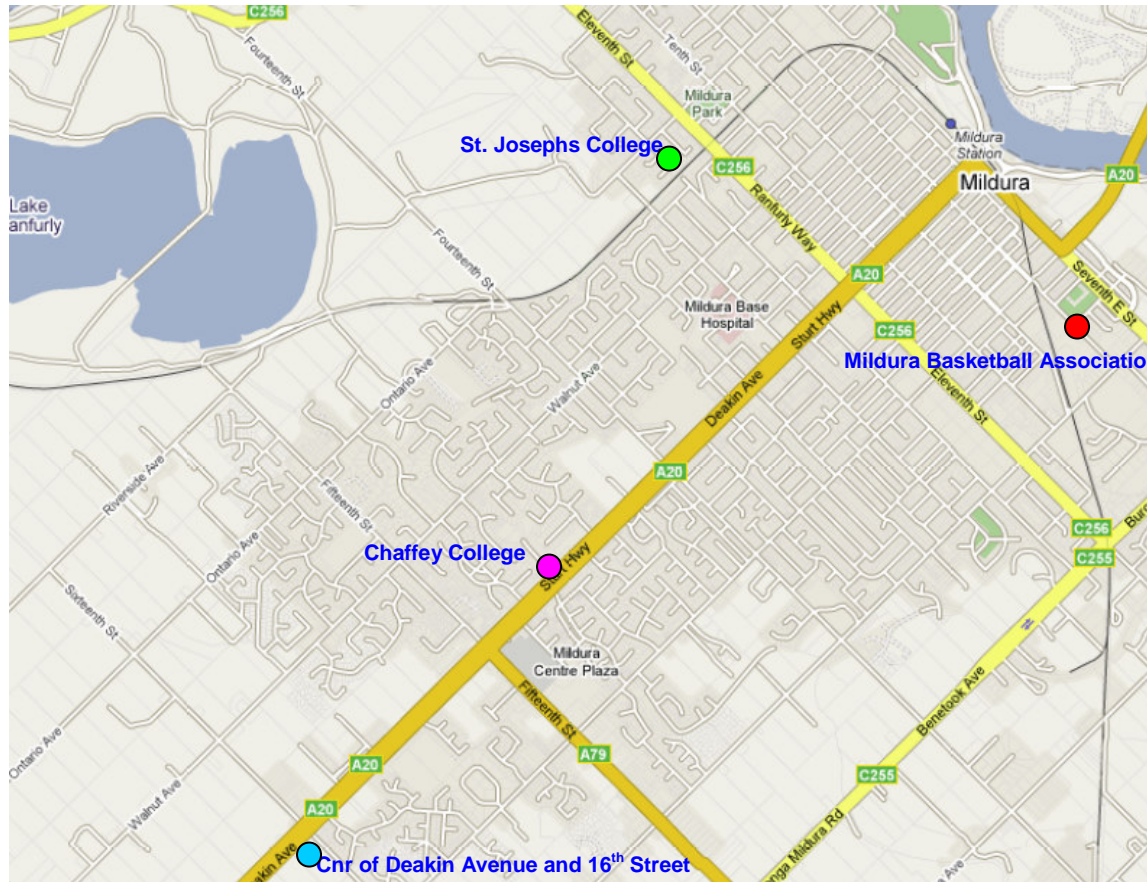 C256
Eleventh St
Fourteenth St
Tenth St
Mildura
Park
St. Josephs College
C256
Mildura
Station
Mildura
A20
Lake
anfurly
Ranfurly Way
Fourteenth St
A20
Seventh E St
Mildura Base
Hospital
Sturt Hwy
C256
Mildura Basketball Associatio
Ontario Ave
Walnut Ave
Deakin Ave
Eleventh St
A20
Riverside Ave
Fifteenth St
C256
Chaffey College
C255
Ontario Ave
Sturt Hwy
Sixteenth St
Mildura
Centre Plaza
Fifteenth St
Benetook Ave
Ontario Ave
A20
A79
C255
Walnut Ave
A20
nga Mildura Rd
eakin Ave
Cnr of Deakin Avenue and 16th Street